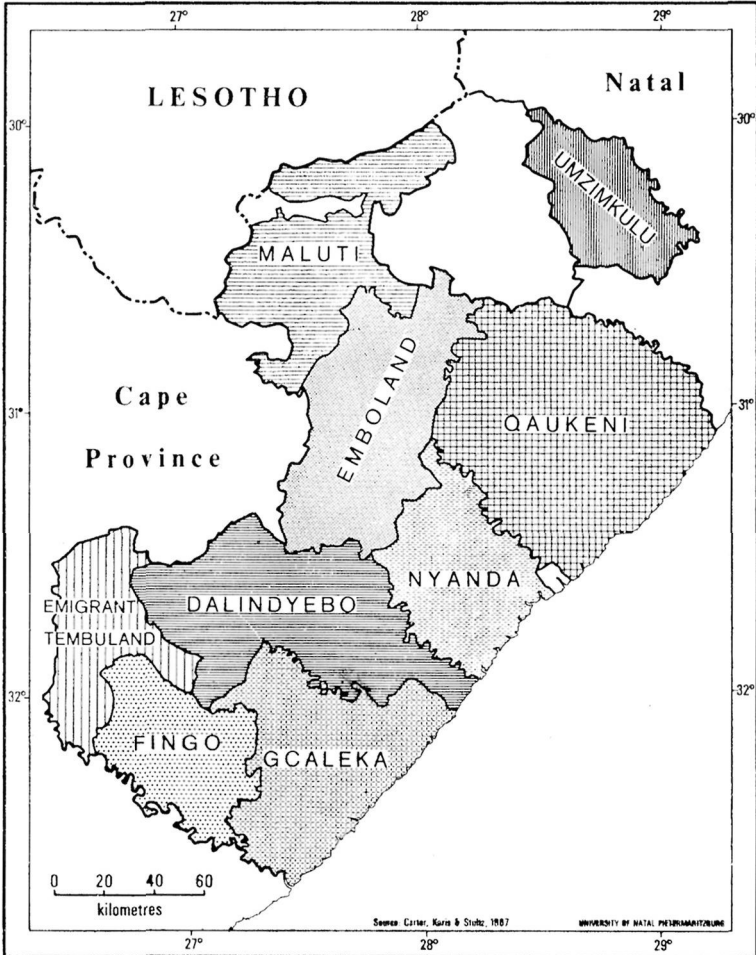 27°
28°
29°
LESOTHO
Natal
30°
30°
UMZIMKULU
MALUTI
EMBOLAND
Cape
Province
31°
31°
QAUKENI
NYANDA
EMIGRANT
TEMBULAND
DALINDYEBO
32°
32°
FINGO
GCALEKA
0 20 40 60
kilometres
Source: Carter, Karis & Stultz, 1967
UNIVERSITY OF NATAL PIETERMARITZBURG
27°
28°
29°